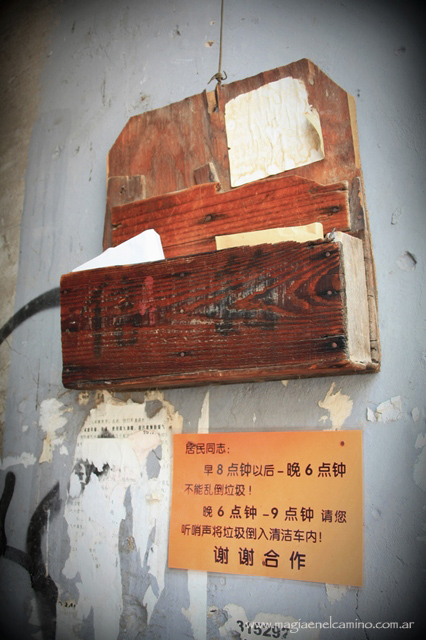 居民同志:
早8点钟以后-晚6点钟
不能乱倒垃圾!
晚6点钟-9点钟 请您
听哨声将垃圾倒入清洁车内!
谢谢合作
www.magiaenelcamino.com.ar